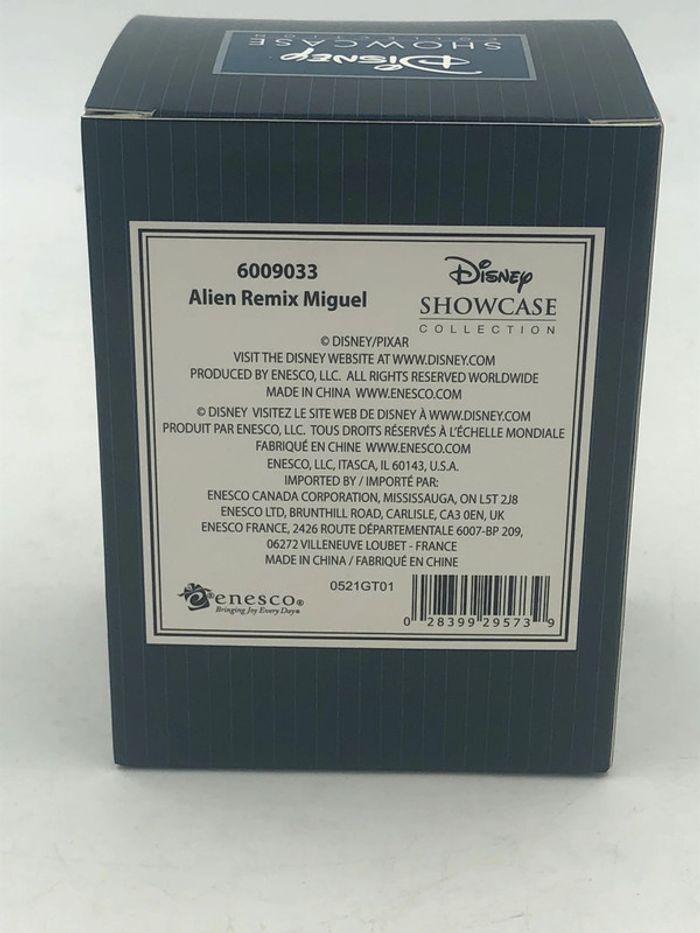 Disney
SHOWCASE
COLLECTION
6009033
Alien Remix Miguel
Disney
SHOWCASE
COLLECTION
© DISNEY/PIXAR
VISIT THE DISNEY WEBSITE AT WWW.DISNEY.COM
PRODUCED BY ENESCO, LLC. ALL RIGHTS RESERVED WORLDWIDE
MADE IN CHINA WWW.ENESCO.COM
© DISNEY VISITEZ LE SITE WEB DE DISNEY À WWW.DISNEY.COM
PRODUIT PAR ENESCO, LLC. TOUS DROITS RÉSERVÉS À L'ÉCHELLE MONDIALE
FABRIQUÉ EN CHINE WWW.ENESCO.COM
ENESCO, LLC, ITASCA, IL 60143, U.S.A.
IMPORTED BY / IMPORTÉ PAR:
ENESCO CANADA CORPORATION, MISSISSAUGA, ON L5T 2J8
ENESCO LTD, BRUNTHILL ROAD, CARLISLE, CA3 0EN, UK
ENESCO FRANCE, 2426 ROUTE DÉPARTEMENTALE 6007-BP 209,
06272 VILLENEUVE LOUBET - FRANCE
MADE IN CHINA / FABRIQUÉ EN CHINE
enesco®
Bringing Joy Every Day®
0521GT01
0 28399 29573 9